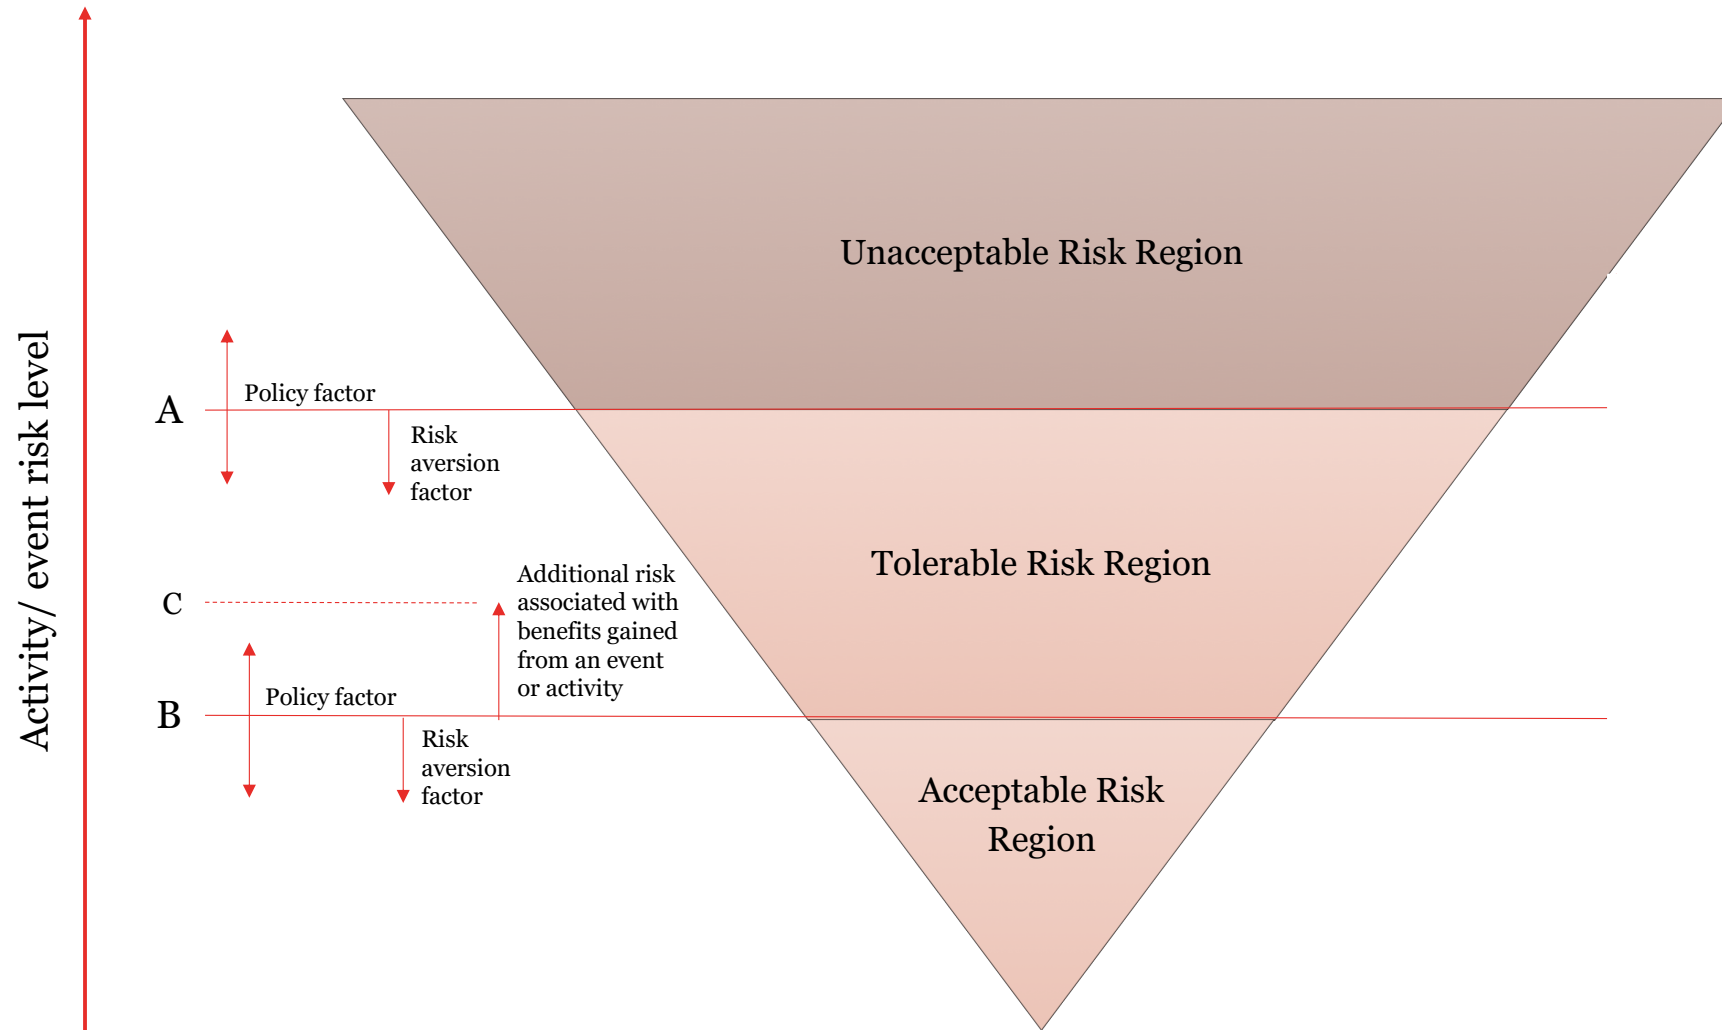 Activity/ event risk level
Unacceptable Risk Region
A
Policy factor
Risk
aversion
factor
Tolerable Risk Region
C
Additional risk
associated with
benefits gained
from an event
or activity
B
Policy factor
Risk
aversion
factor
Acceptable Risk
Region